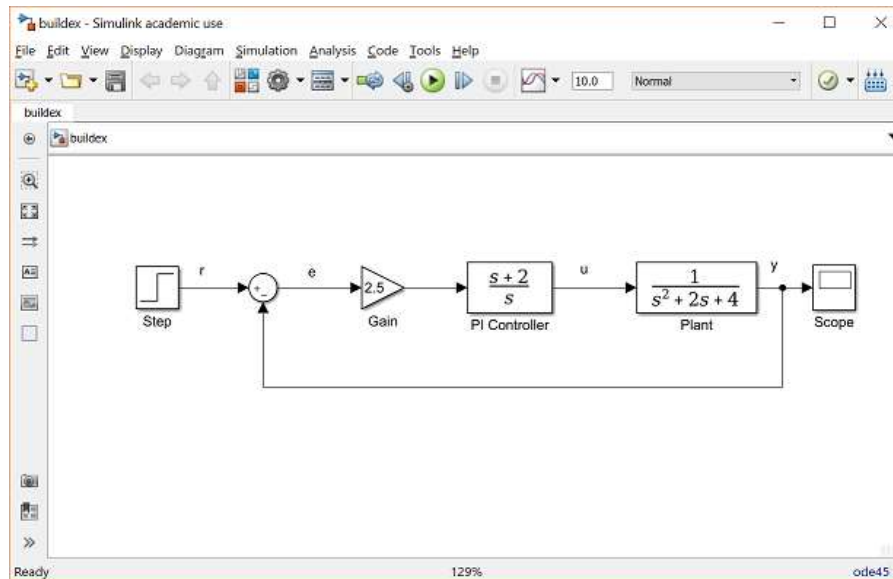 buildex - Simulink academic use
File Edit View Display Diagram Simulation Analysis Code Tools Help
10.0 Normal
buildex
buildex
r e u y
+
-
2.5
s + 2
s
1
s² + 2s + 4
Step Gain PI Controller Plant Scope
Ready 129% ode45